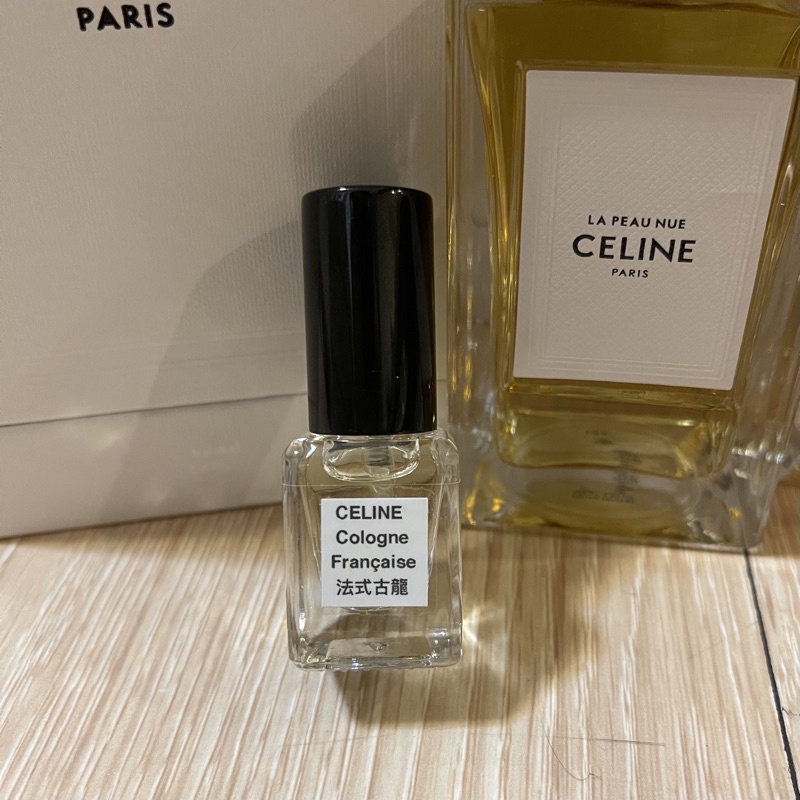 PARIS
LA PEAU NUE
CELINE
PARIS
CELINE
Cologne
Française
法式古龍